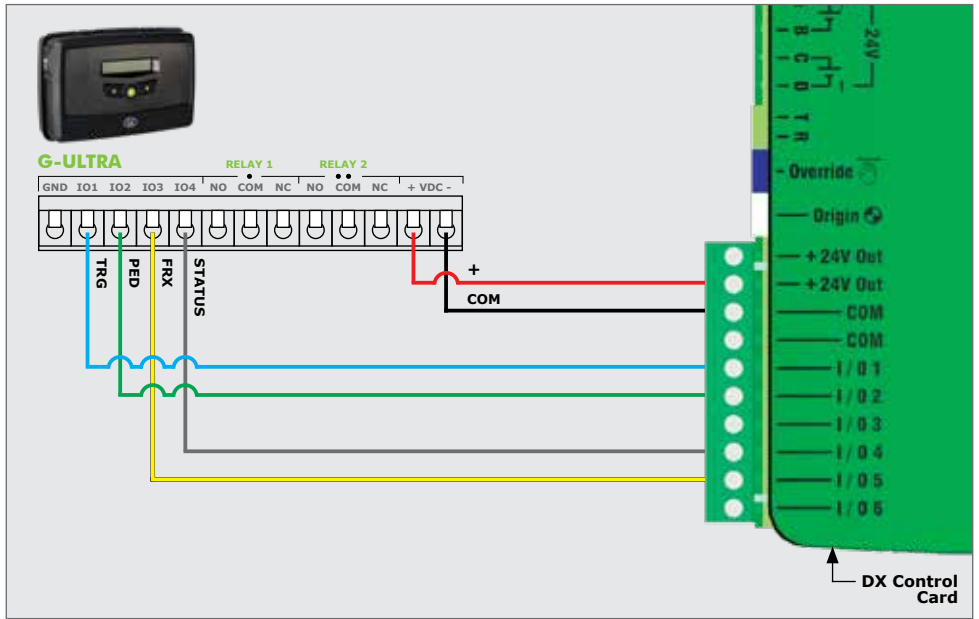 G-ULTRA
RELAY 1
RELAY 2
GND IO1 IO2 IO3 IO4 NO COM NC NO COM NC + VDC -
TRG
PED
FRX
STATUS
+
COM
B
C
D
24V
T
R
Override
Origin
+24V Out
+24V Out
COM
COM
I/O 1
I/O 2
I/O 3
I/O 4
I/O 5
I/O 6
DX Control
Card